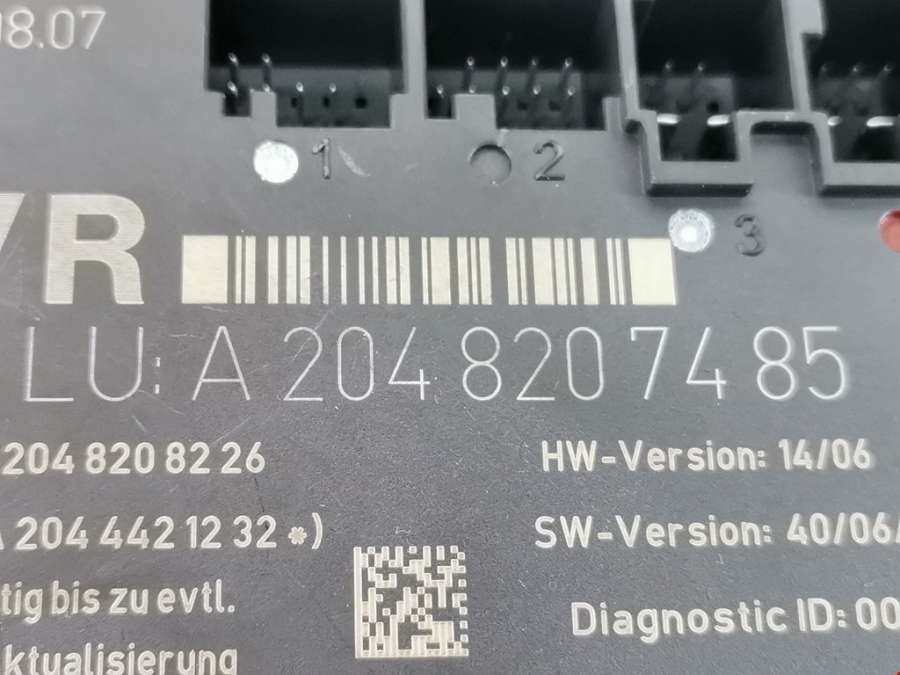 08.07
1 2
3
VR
LU: A 204 820 74 85
204 820 82 26
HW-Version: 14/06
A 204 442 12 32 *)
SW-Version: 40/06/
tig bis zu evtl.
Diagnostic ID: 00
ktualisierung